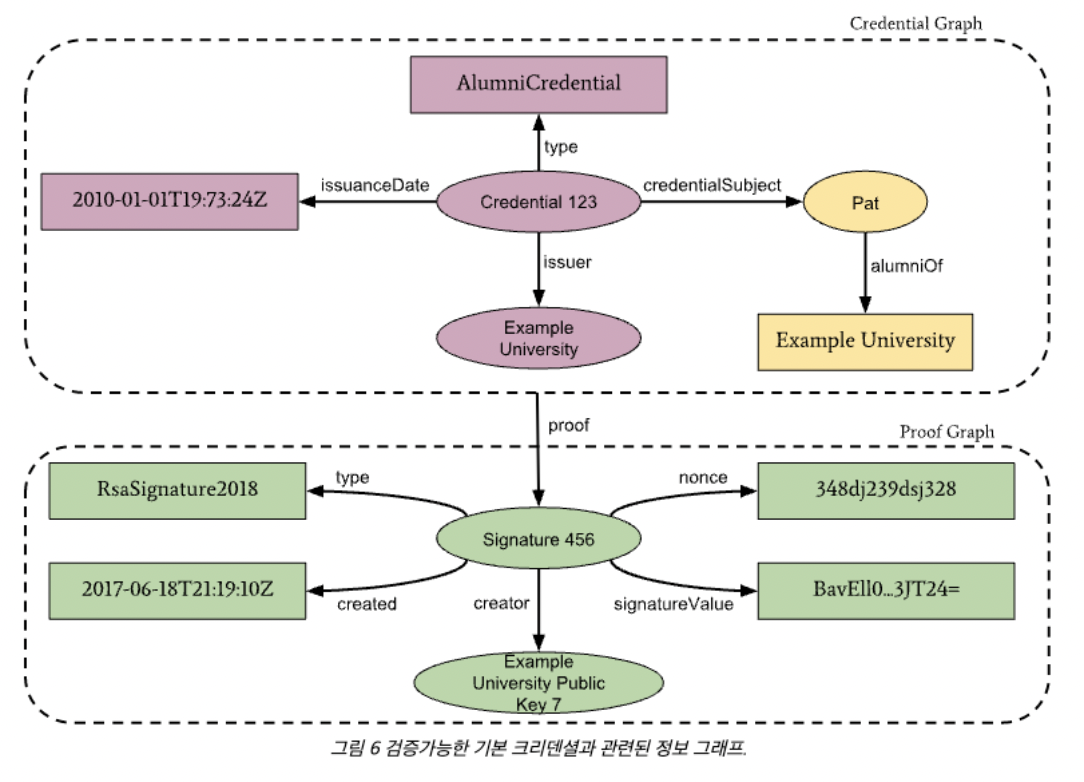 Credential Graph
AlumniCredential
type
2010-01-01T19:73:24Z
issuanceDate
Credential 123
credentialSubject
Pat
issuer
alumniOf
Example
University
Example University
proof
Proof Graph
RsaSignature2018
type
nonce
348dj239dsj328
Signature 456
2017-06-18T21:19:10Z
created
creator
signatureValue
BavEll0...3JT24=
Example
University Public
Key 7
그림 6 검증가능한 기본 크리덴셜과 관련된 정보 그래프.